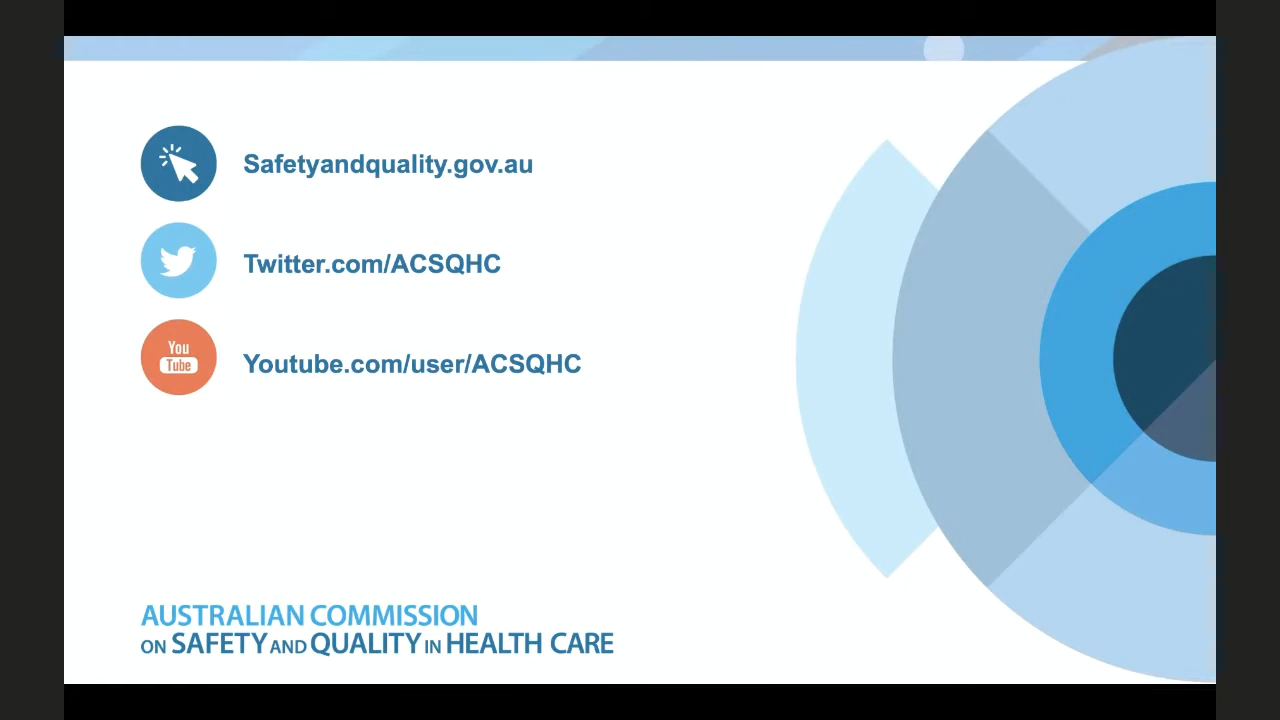 Safetyandquality.gov.au
Twitter.com/ACSQHC
You
Tube
Youtube.com/user/ACSQHC
AUSTRALIAN COMMISSION
ON SAFETY AND QUALITY IN HEALTH CARE